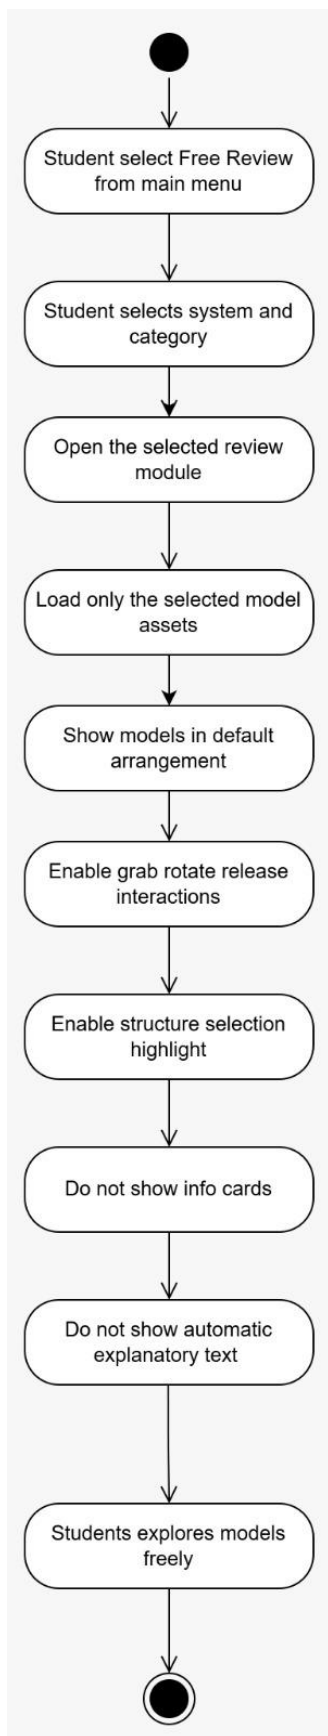 Student select Free Review
from main menu
Student selects system and
category
Open the selected review
module
Load only the selected model
assets
Show models in default
arrangement
Enable grab rotate release
interactions
Enable structure selection
highlight
Do not show info cards
Do not show automatic
explanatory text
Students explores models
freely